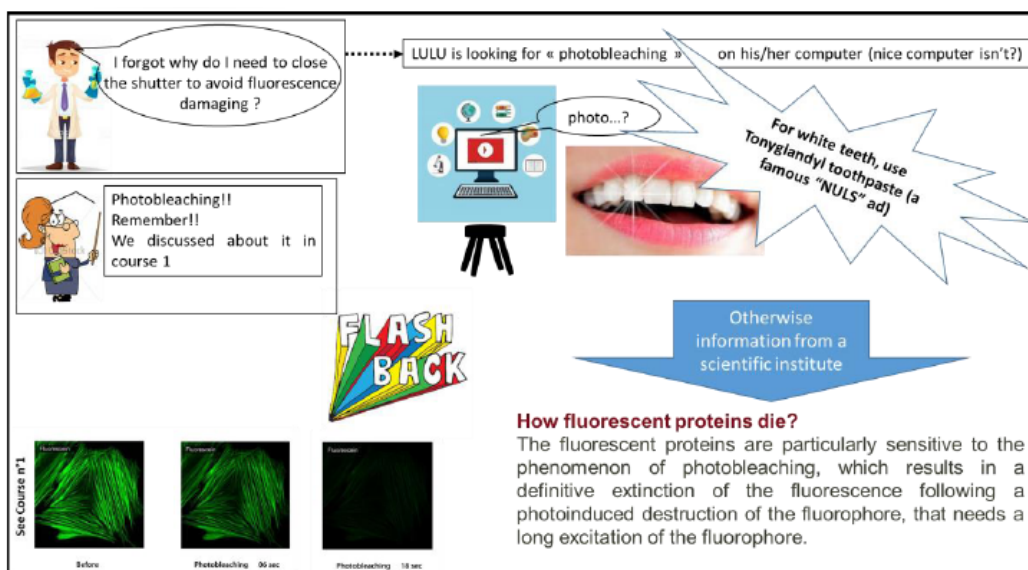 I forgot why do I need to close
the shutter to avoid fluorescence
damaging ?
LULU is looking for « photobleaching » on his/her computer (nice computer isn't?)
photo...?
For white teeth, use
Tonyglandyl toothpaste (a
famous "NULS" ad)
Photobleaching!!
Remember!!
We discussed about it in
course 1
FLASH
BACK
Otherwise
information from a
scientific institute
How fluorescent proteins die?
The fluorescent proteins are particularly sensitive to the
phenomenon of photobleaching, which results in a
definitive extinction of the fluorescence following a
photoinduced destruction of the fluorophore, that needs a
long excitation of the fluorophore.
See Course n°1
Fluorescein
Fluorescein
Fluorescein
Before
Photobleaching 06 sec
Photobleaching 18 sec